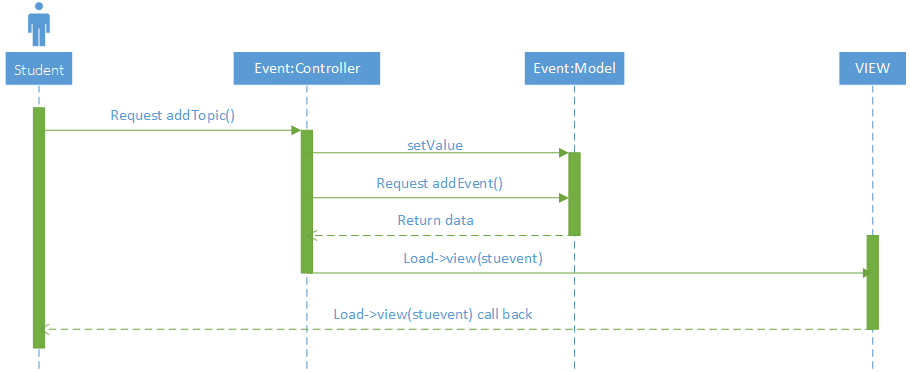 Student
Event:Controller
Event:Model
VIEW
Request addTopic()
setValue
Request addEvent()
Return data
Load->view(stuevent)
Load->view(stuevent) call back